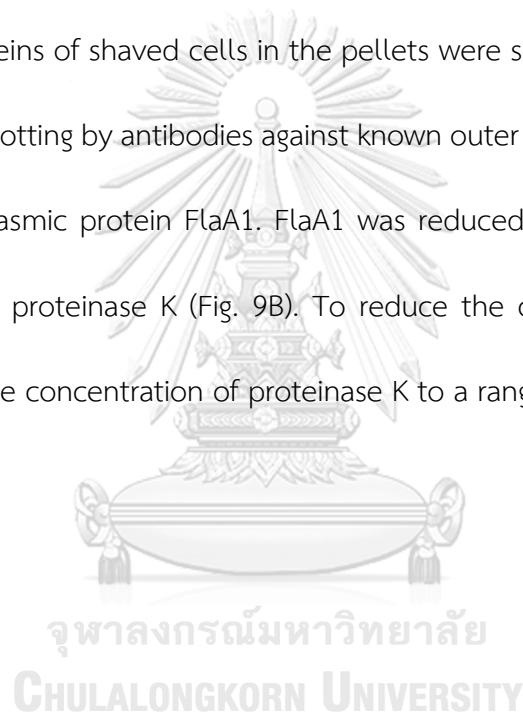 eins of shaved cells in the pellets were s
otting by antibodies against known outer
asmic protein FlaA1. FlaA1 was reduced
proteinase K (Fig. 9B). To reduce the
e concentration of proteinase K to a rang
จุฬาลงกรณ์มหาวิทยาลัย
CHULALONGKORN UNIVERSITY